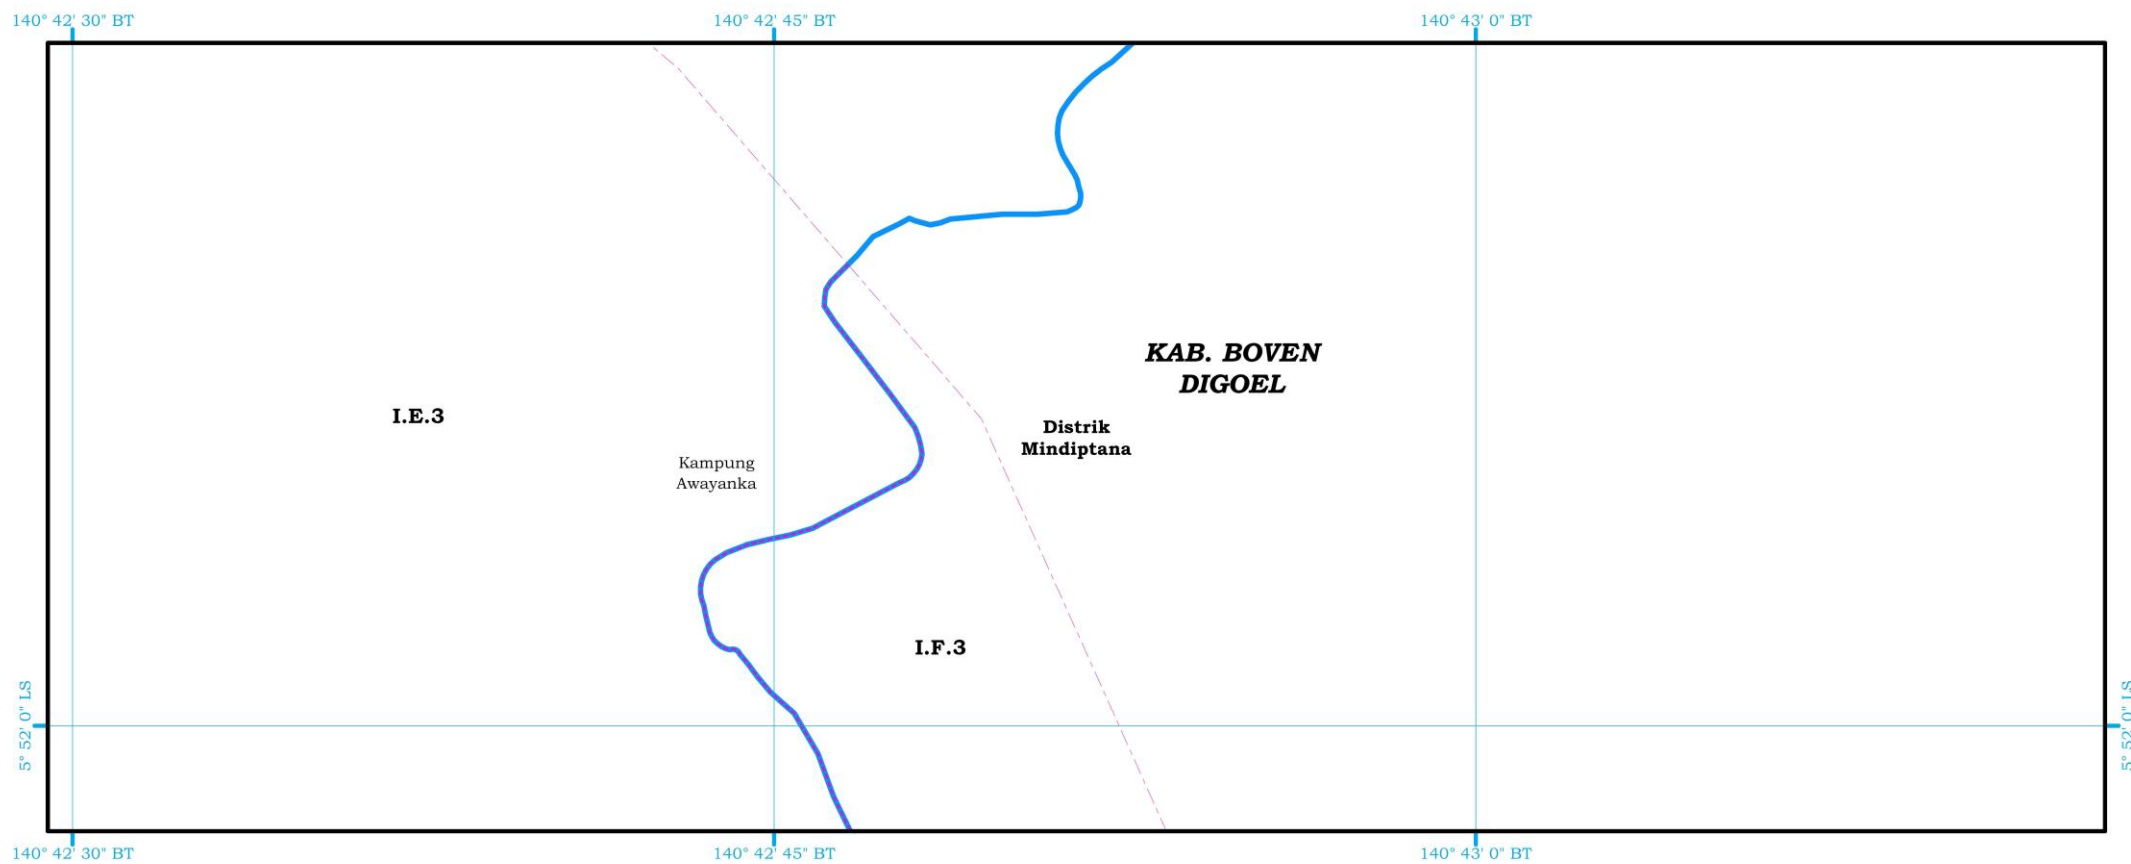 140° 42' 30" BT
140° 42' 45" BT
140° 43' 0" BT
KAB. BOVEN
DIGOEL
I.E.3
Distrik
Mindiptana
Kampung
Awayanka
I.F.3
5° 52' 0" LS
5° 52' 0" LS
140° 42' 30" BT
140° 42' 45" BT
140° 43' 0" BT